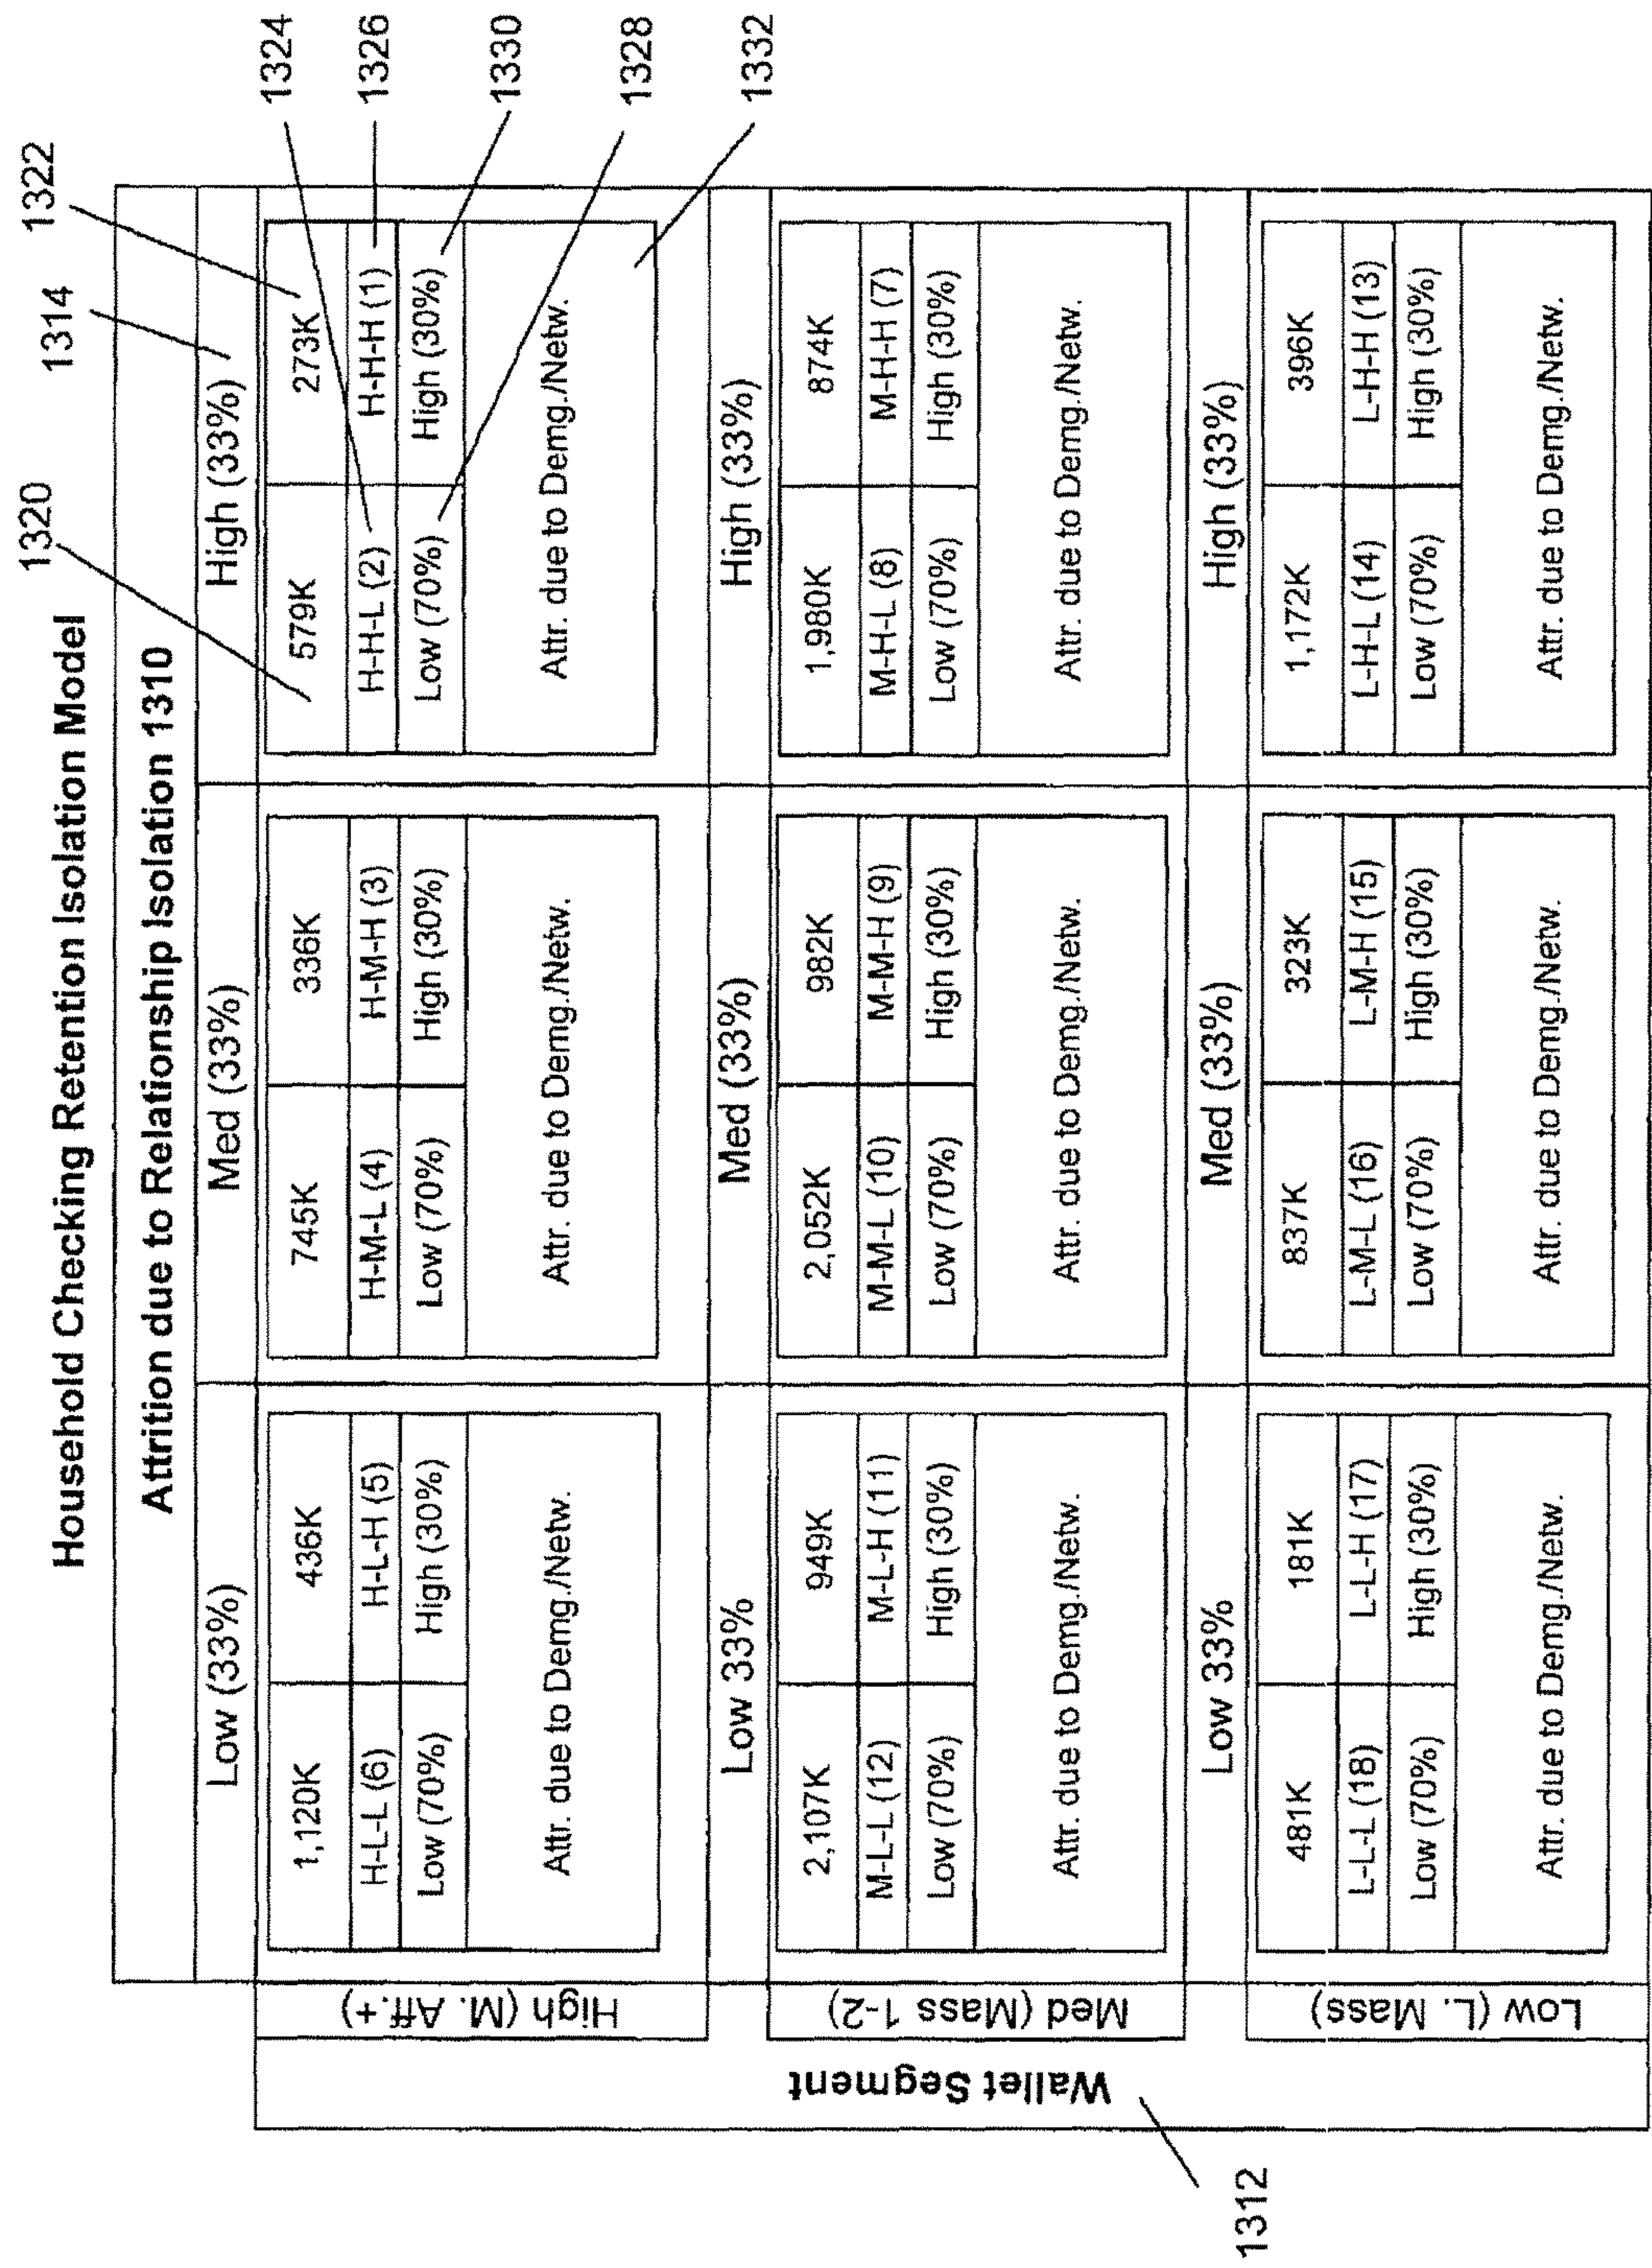 Household Checking Retention Isolation Model
1320
1314
1322
Attrition due to Relationship Isolation 1310
Low (33%) Med (33%) High (33%)
1324
1326
1330
1328
1332
Wallet Segment
1312
High (M. Aff.+)
1,120K 436K 745K 336K 579K 273K
H-L-L (6) H-L-H (5) H-M-L (4) H-M-H (3) H-H-L (2) H-H-H (1)
Low (70%) High (30%) Low (70%) High (30%) Low (70%) High (30%)
Attr. due to Demg./Netw. Attr. due to Demg./Netw. Attr. due to Demg./Netw.
Low 33% Med (33%) High (33%)
Med (Mass 1-2)
2,107K 949K 2,052K 982K 1,980K 874K
M-L-L (12) M-L-H (11) M-M-L (10) M-M-H (9) M-H-L (8) M-H-H (7)
Low (70%) High (30%) Low (70%) High (30%) Low (70%) High (30%)
Attr. due to Demg./Netw. Attr. due to Demg./Netw. Attr. due to Demg./Netw.
Low 33% Med (33%) High (33%)
Low (L. Mass)
481K 181K 837K 323K 1,172K 396K
L-L-L (18) L-L-H (17) L-M-L (16) L-M-H (15) L-H-L (14) L-H-H (13)
Low (70%) High (30%) Low (70%) High (30%) Low (70%) High (30%)
Attr. due to Demg./Netw. Attr. due to Demg./Netw. Attr. due to Demg./Netw.